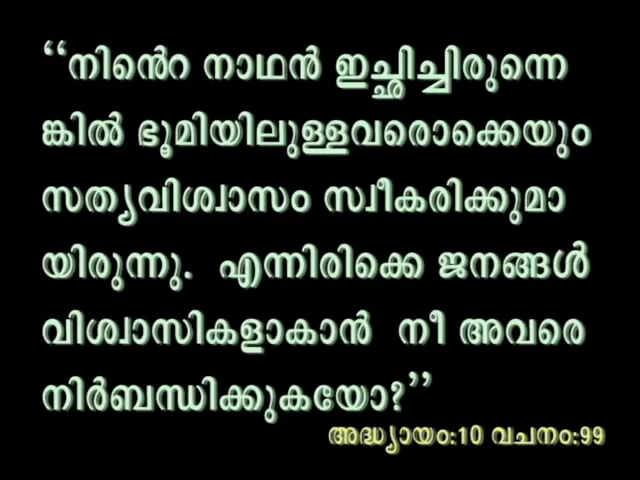 “നിന്റെ നാഥൻ ഇച്ഛിച്ചിരുന്നെ
ങ്കിൽ ഭൂമിയിലുള്ളവരൊക്കെയും
സത്യവിശ്വാസം സ്വീകരിക്കുമാ
യിരുന്നു. എന്നിരിക്കെ ജനങ്ങൾ
വിശ്വാസികളാകാൻ നീ അവരെ
നിർബന്ധിക്കുകയോ?”
അദ്ധ്യായം:10 വചനം:99